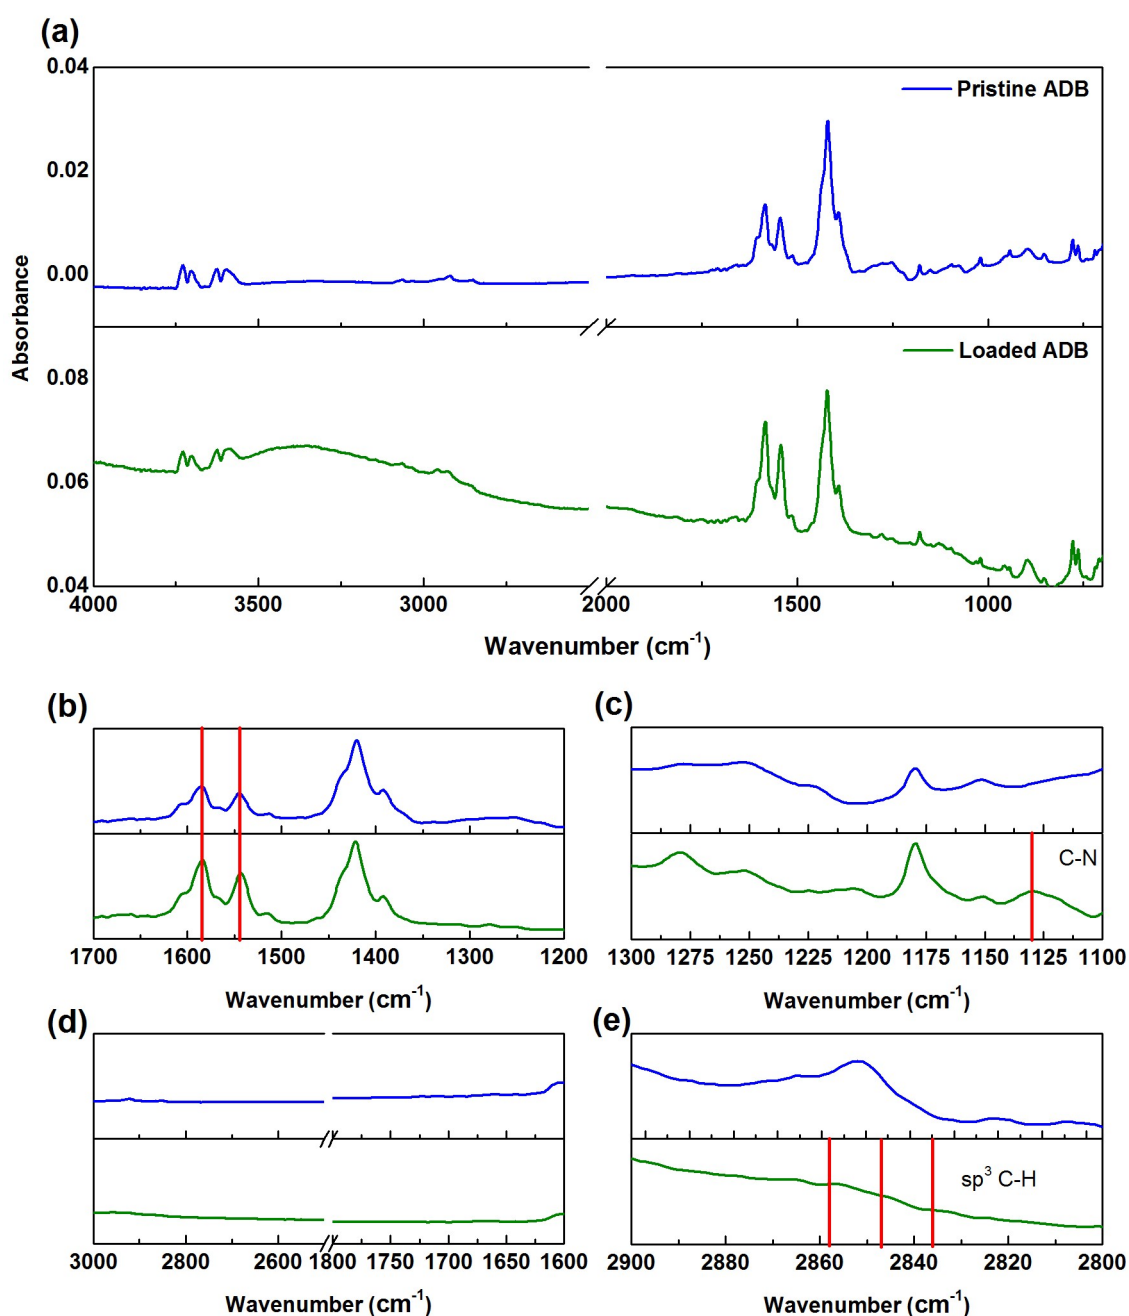 (a)
0.04
Pristine ADB
0.02
0.00
Absorbance
Loaded ADB
0.08
0.06
0.04
4000 3500 3000 2000 1500 1000
Wavenumber (cm⁻¹)
(b)
1700 1600 1500 1400 1300 1200
Wavenumber (cm⁻¹)
(c)
C-N
1300 1275 1250 1225 1200 1175 1150 1125 1100
Wavenumber (cm⁻¹)
(d)
3000 2800 2600 1800 1750 1700 1650 1600
Wavenumber (cm⁻¹)
(e)
sp³ C-H
2900 2880 2860 2840 2820 2800
Wavenumber (cm⁻¹)